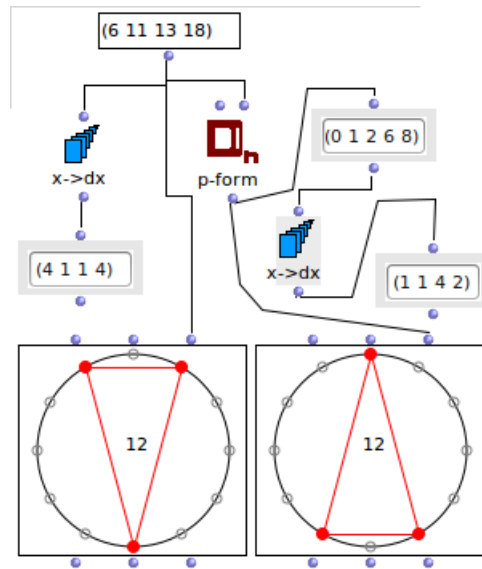 (6 11 13 18)
x->dx
p-form
n
(0 1 2 6 8)
x->dx
(4 1 1 4)
(1 1 4 2)
12
12